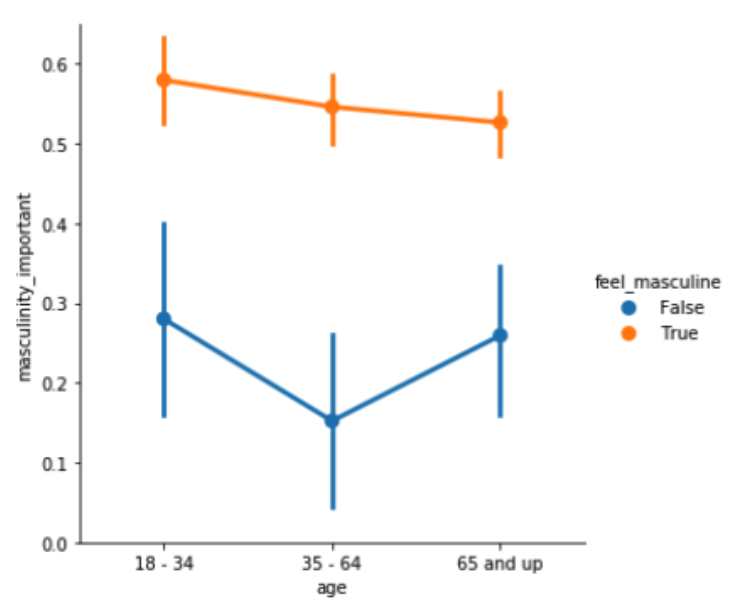 masculinity_important
0.6
0.5
0.4
0.3
0.2
0.1
0.0
18 - 34
35 - 64
65 and up
age
feel_masculine
False
True